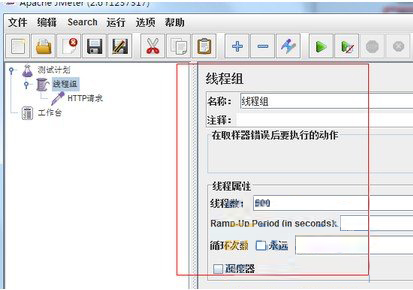 Apache JMeter (2.6 r1237317)
文件 编辑 Search 运行 选项 帮助
测试计划
线程组
HTTP请求
工作台
线程组
名称： 线程组
注释：
在取样器错误后要执行的动作
线程属性
线程数： 500
Ramp-Up Period (in seconds):
循环次数 永远
调度器